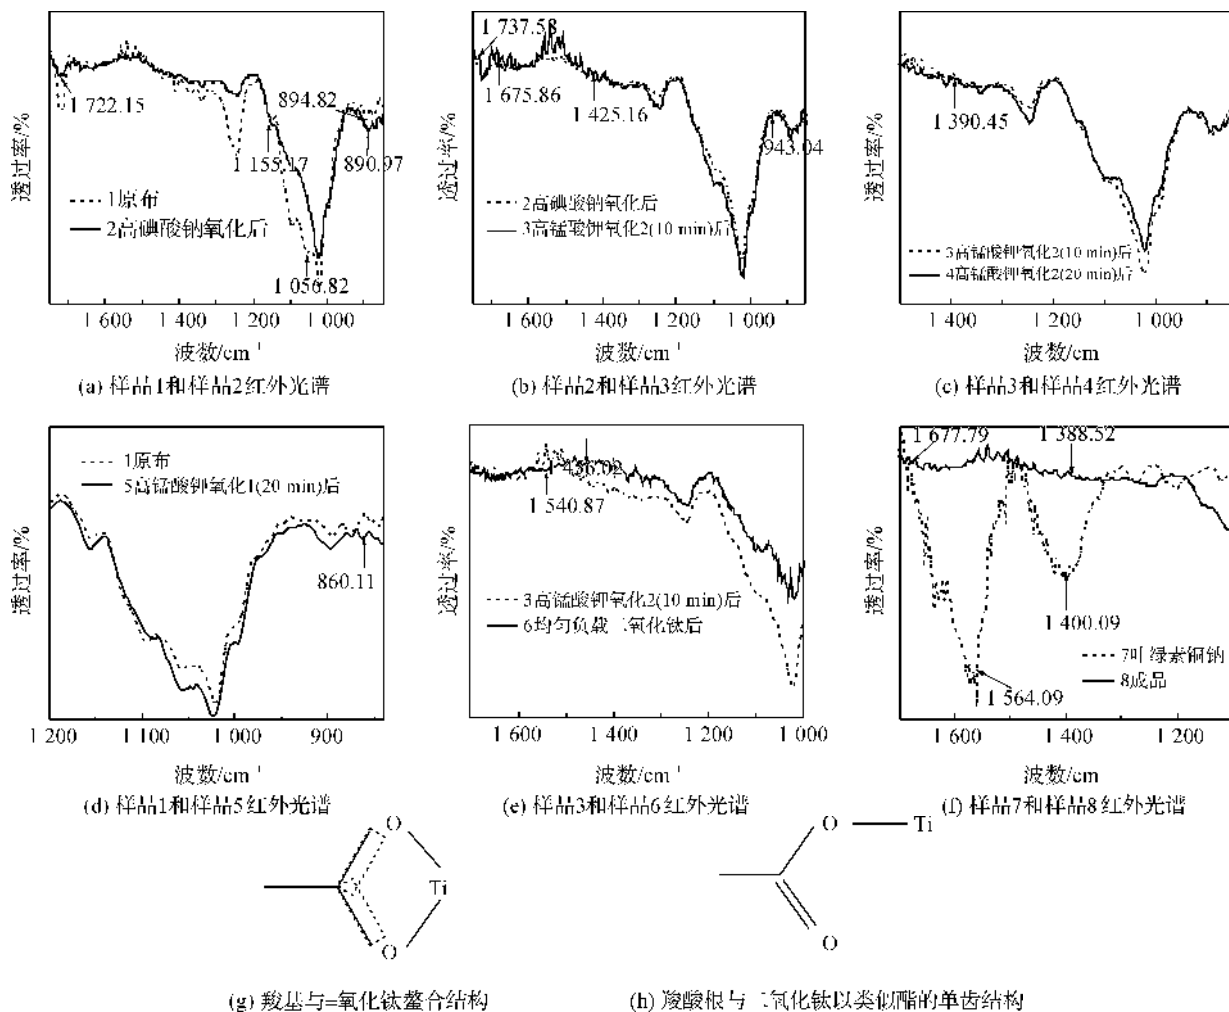 透过率/%
1 722.15
894.82
1 155.17
890.97
1原布
2高碘酸钠氧化后
1 056.82
1 600 1 400 1 200 1 000
波数/cm⁻¹
(a) 样品1和样品2红外光谱
透过率/%
1 737.58
1 675.86
1 425.16
943.04
2高碘酸钠氧化后
3高锰酸钾氧化2(10 min)后
1 600 1 400 1 200 1 000
波数/cm⁻¹
(b) 样品2和样品3红外光谱
透过率/%
1 390.45
3高锰酸钾氧化2(10 min)后
4高锰酸钾氧化2(20 min)后
1 400 1 200 1 000
波数/cm
(c) 样品3和样品4红外光谱
透过率/%
1原布
5高锰酸钾氧化1(20 min)后
860.11
1 200 1 100 1 000 900
波数/cm⁻¹
(d) 样品1和样品5红外光谱
透过率/%
1 456.02
1 540.87
3高锰酸钾氧化2(10 min)后
6均匀负载二氧化钛后
1 600 1 400 1 200 1 000
波数/cm⁻¹
(e) 样品3和样品6红外光谱
透过率/%
1 677.79
1 388.52
1 400.09
7叶绿素铜钠
8成品
1 564.09
1 600 1 400 1 200
波数/cm
(f) 样品7和样品8红外光谱
O
Ti
O
(g) 羧基与二氧化钛螯合结构
O
Ti
O
(h) 羧酸根与二氧化钛以类似酯的单齿结构